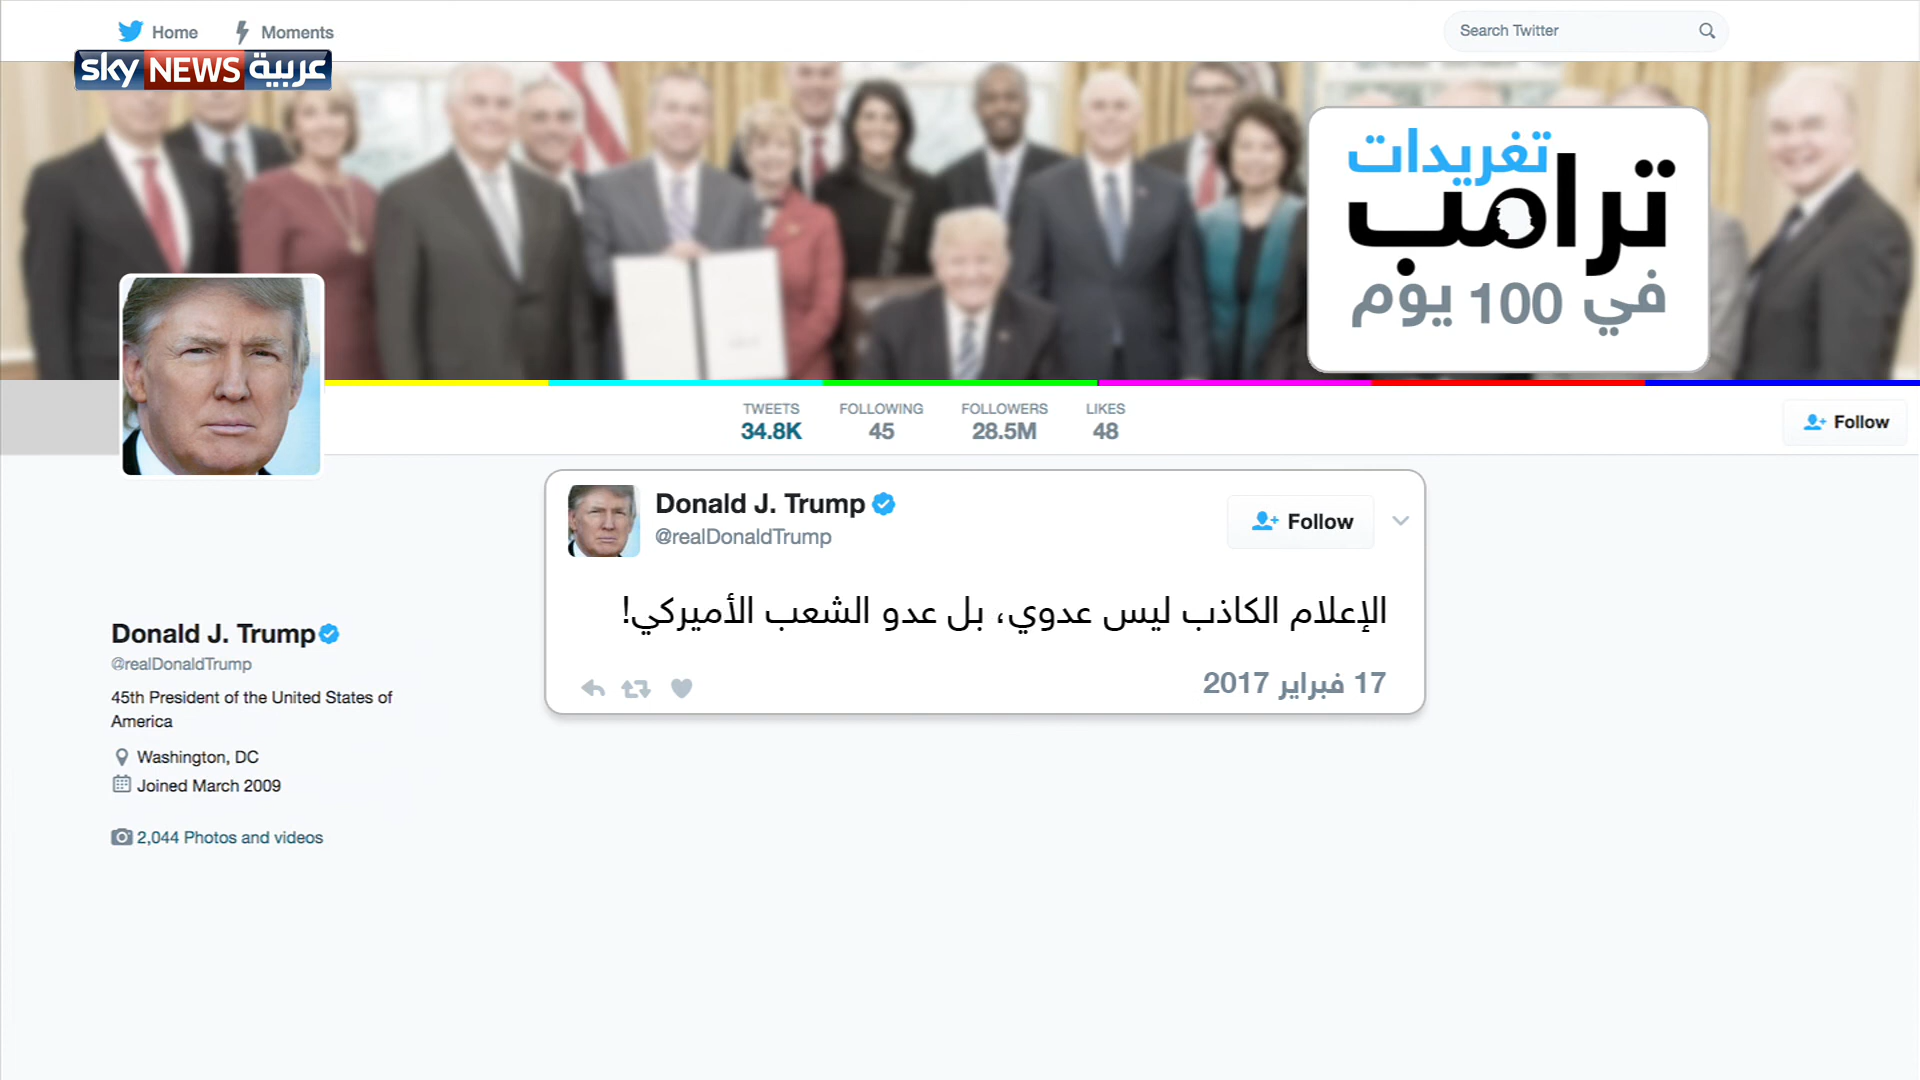 Home
Moments
Search Twitter
sky NEWS عربية
تغريدات
ترامب
في 100 يوم
TWEETS
34.8K
FOLLOWING
45
FOLLOWERS
28.5M
LIKES
48
Follow
Donald J. Trump
@realDonaldTrump
Follow
الإعلام الكاذب ليس عدوي، بل عدو الشعب الأميركي!
17 فبراير 2017
Donald J. Trump
@realDonaldTrump
45th President of the United States of
America
Washington, DC
Joined March 2009
2,044 Photos and videos